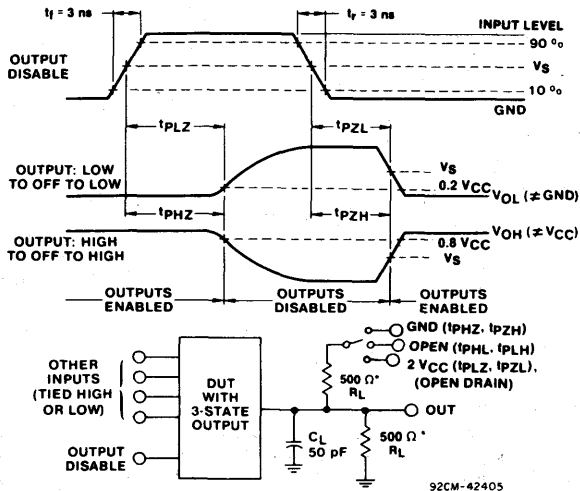 tf = 3 ns
tr = 3 ns
INPUT LEVEL
90 %
OUTPUT DISABLE
VS
10 %
GND
tPLZ
tPZL
OUTPUT: LOW TO OFF TO LOW
VS
0.2 VCC
VOL (≠ GND)
tPHZ
tPZH
OUTPUT: HIGH TO OFF TO HIGH
VOH (≠ VCC)
0.8 VCC
VS
OUTPUTS ENABLED
OUTPUTS DISABLED
OUTPUTS ENABLED
GND (tPHZ, tPZH)
OPEN (tPHL, tPLH)
2 VCC (tPLZ, tPZL), (OPEN DRAIN)
OTHER INPUTS (TIED HIGH OR LOW)
DUT WITH 3-STATE OUTPUT
500 Ω*
RL
OUT
CL
50 pF
500 Ω*
RL
OUTPUT DISABLE
92CM-42405